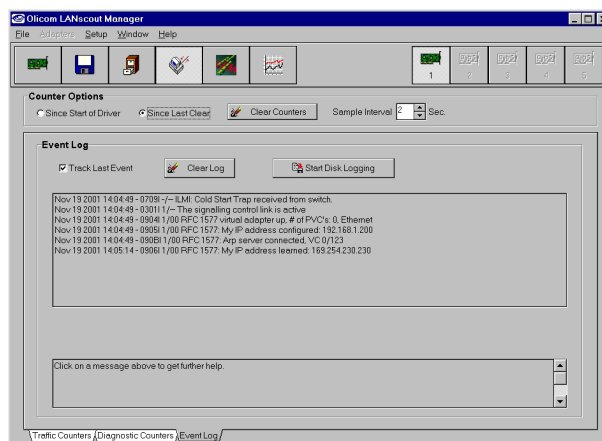 Olicom LANscout Manager
File Adapters Setup Window Help
1 2 3 4 5
Counter Options
Since Start of Driver Since Last Clear Clear Counters Sample Interval 2 Sec.
Event Log
Track Last Event Clear Log Start Disk Logging
Nov 19 2001 14:04:49 - 0709I -/-- ILMI: Cold Start Trap received from switch.
Nov 19 2001 14:04:49 - 0301I 1/-- The signalling control link is active
Nov 19 2001 14:04:49 - 0904I 1/00 RFC 1577 virtual adapter up, # of PVC's: 0, Ethernet
Nov 19 2001 14:04:49 - 0905I 1/00 RFC 1577: My IP address configured: 192.168.1.200
Nov 19 2001 14:04:49 - 090BI 1/00 RFC 1577: Arp server connected, VC 0/123
Nov 19 2001 14:05:14 - 0906I 1/00 RFC 1577: My IP address learned: 169.254.230.230
Click on a message above to get further help.
Traffic Counters Diagnostic Counters Event Log